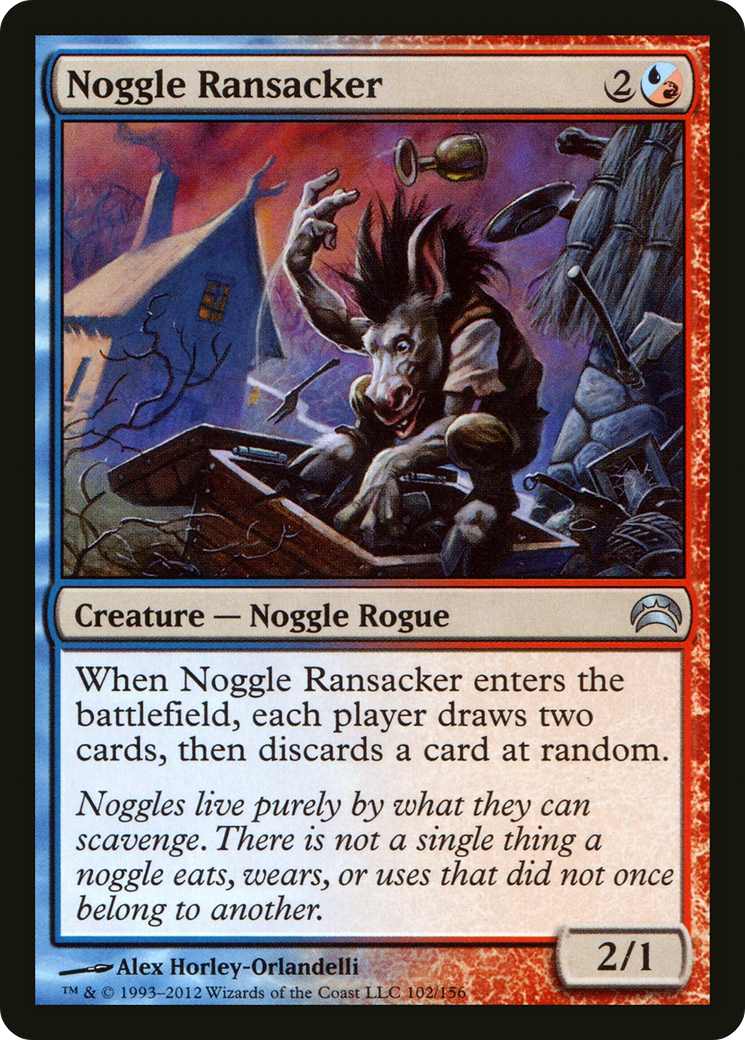 Noggle Ransacker 2
Creature — Noggle Rogue
When Noggle Ransacker enters the
battlefield, each player draws two
cards, then discards a card at random.
Noggles live purely by what they can
scavenge. There is not a single thing a
noggle eats, wears, or uses that did not once
belong to another.
2/1
Alex Horley-Orlandelli
™ & © 1993–2012 Wizards of the Coast LLC 102/156